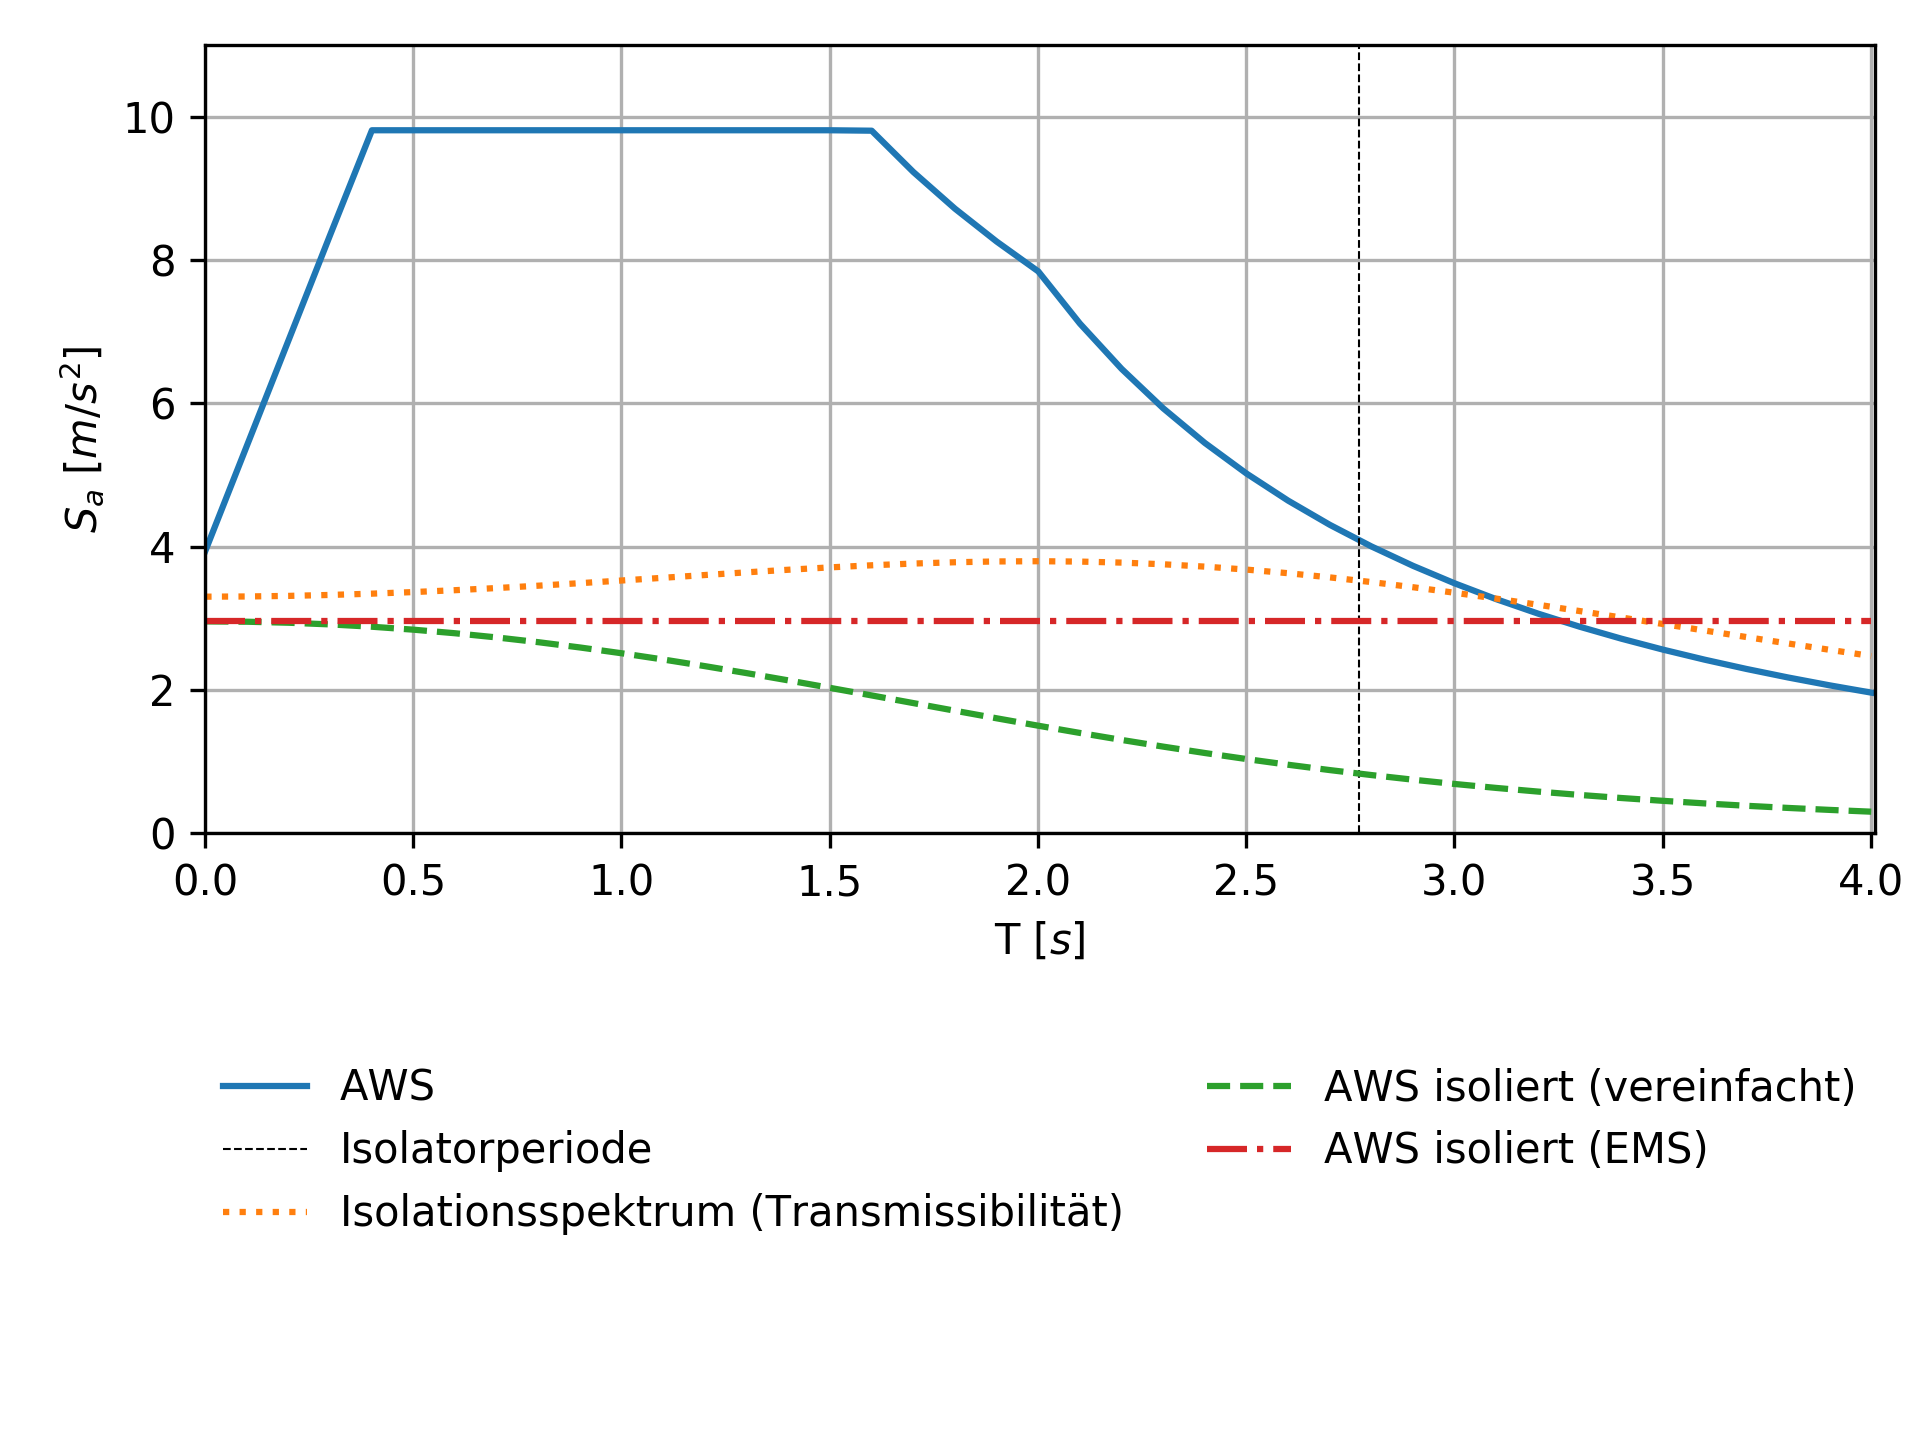 10
8
6
4
2
0
S_a [m/s²]
0.0 0.5 1.0 1.5 2.0 2.5 3.0 3.5 4.0
T [s]
AWS
Isolatorperiode
Isolationsspektrum (Transmissibilität)
AWS isoliert (vereinfacht)
AWS isoliert (EMS)